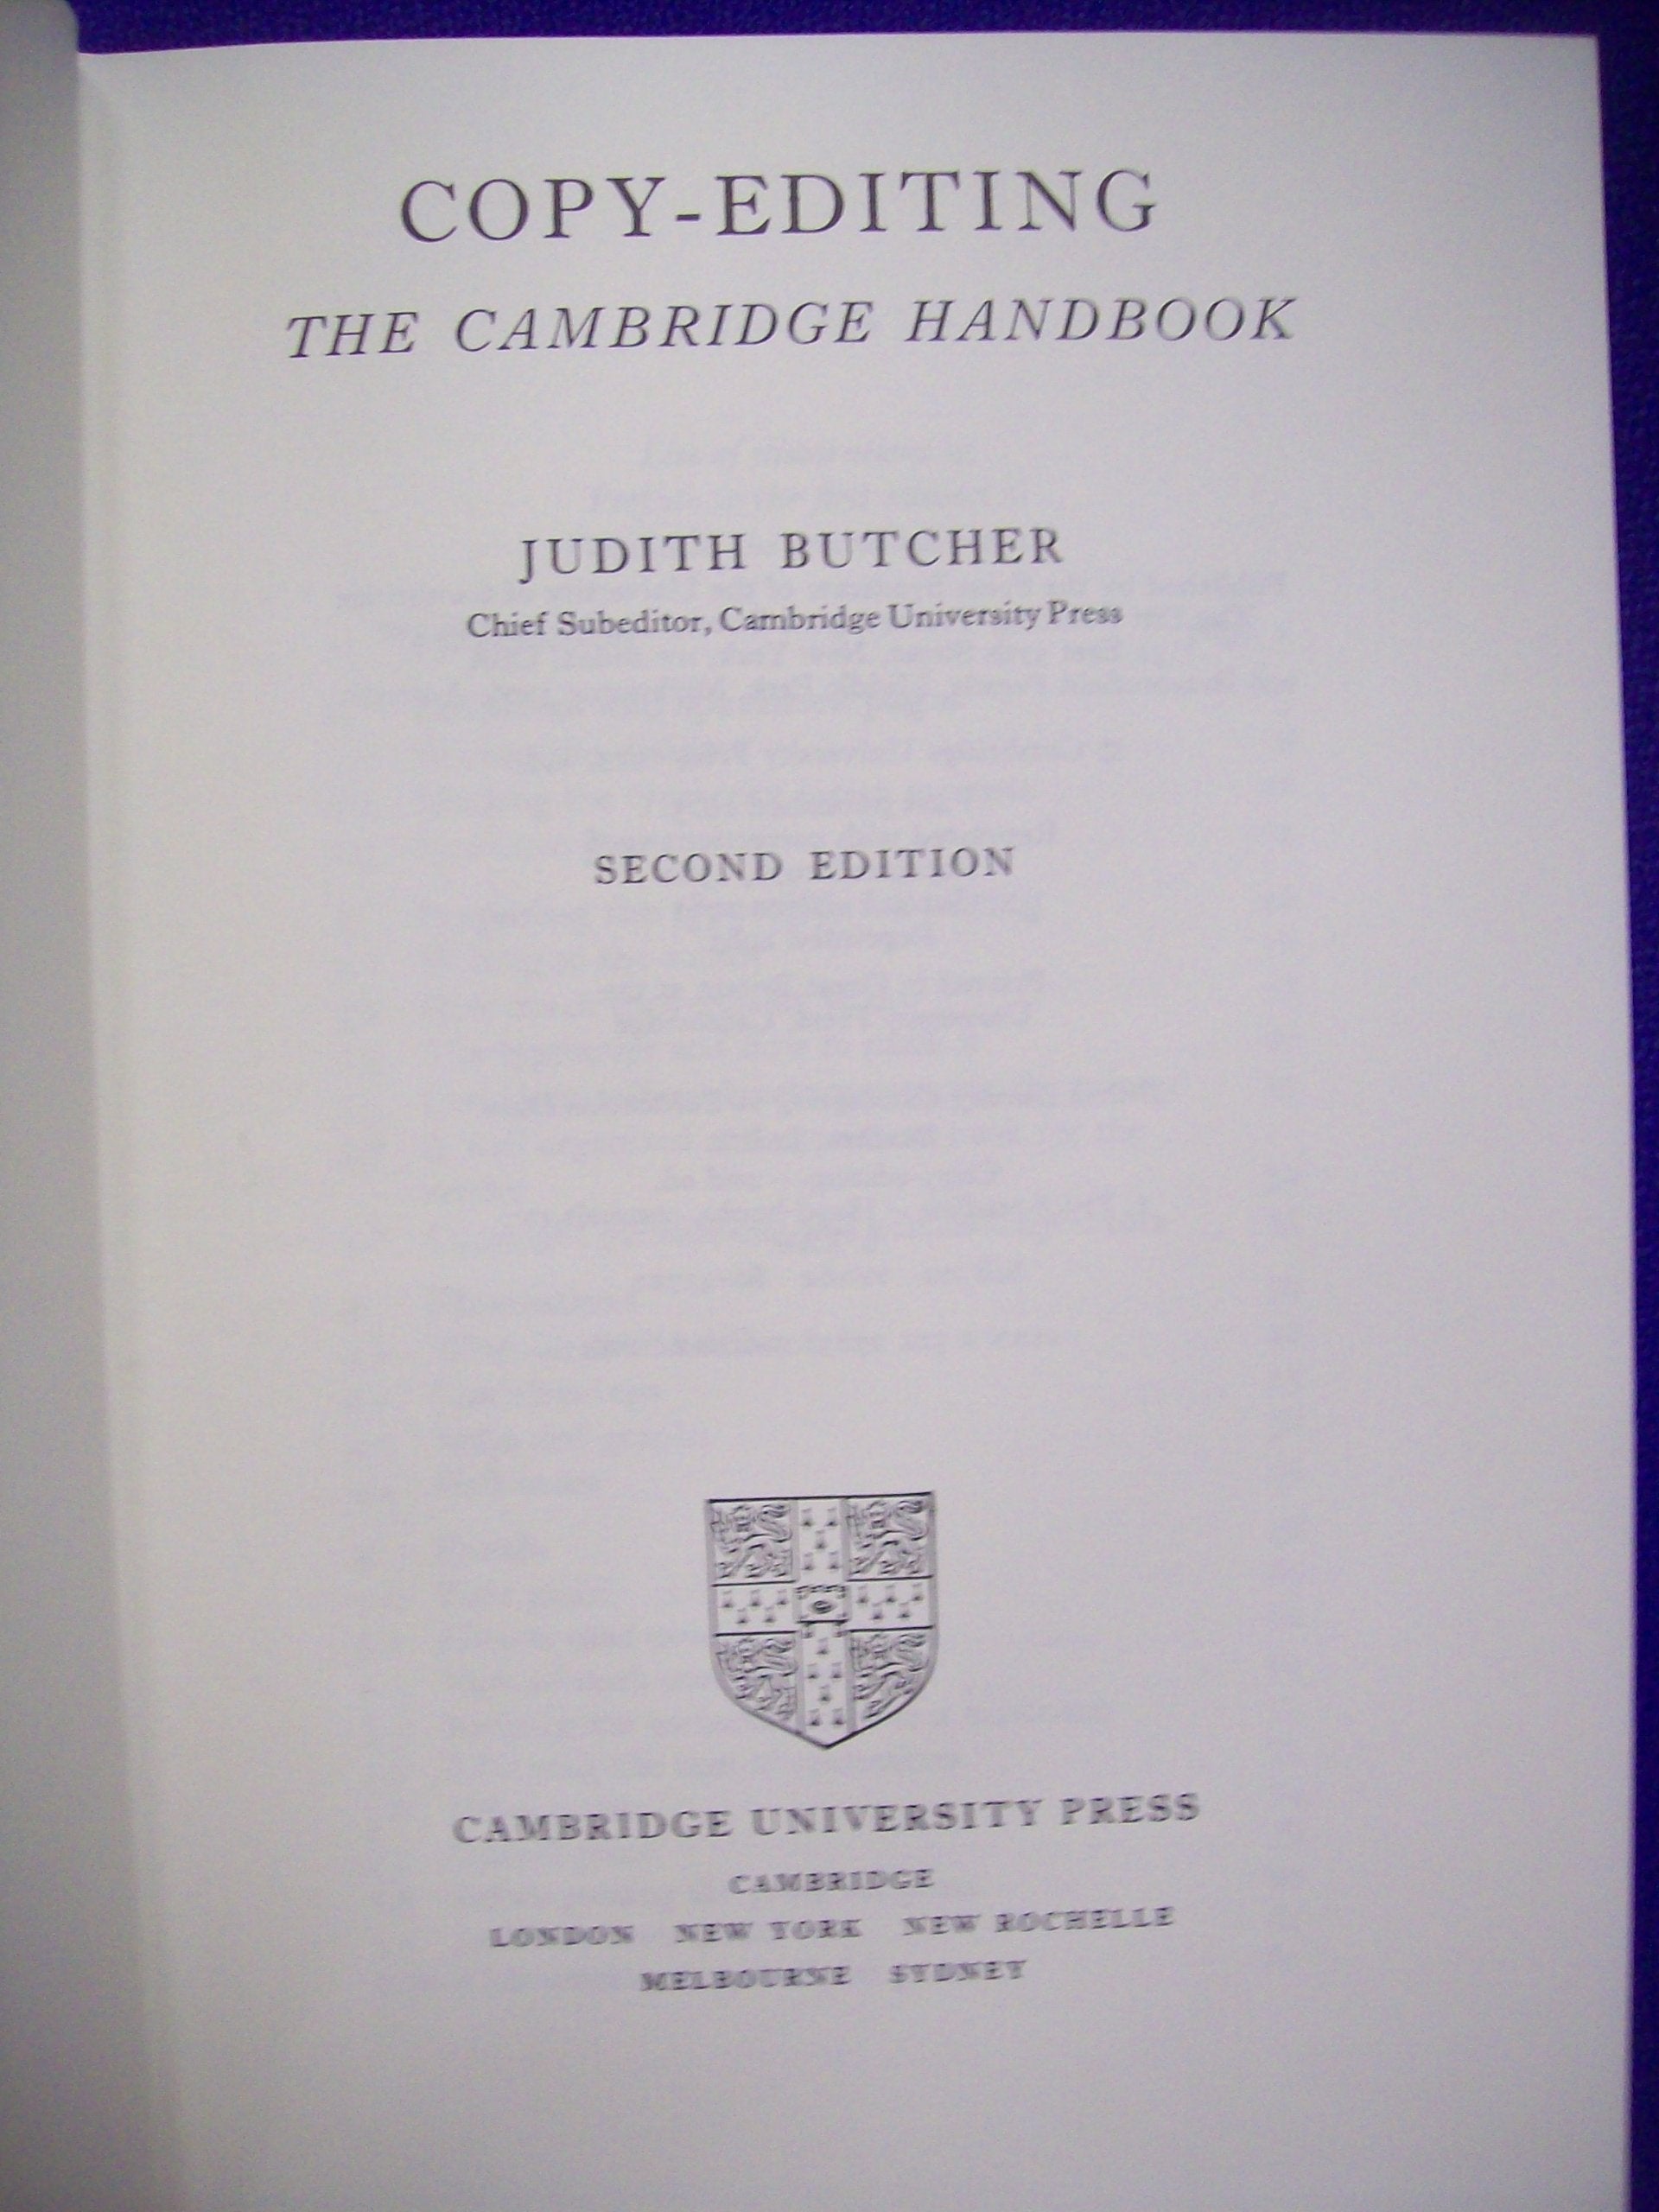 COPY-EDITING
THE CAMBRIDGE HANDBOOK
JUDITH BUTCHER
Chief Subeditor, Cambridge University Press
SECOND EDITION
CAMBRIDGE UNIVERSITY PRESS
CAMBRIDGE
LONDON NEW YORK NEW ROCHELLE
MELBOURNE SYDNEY